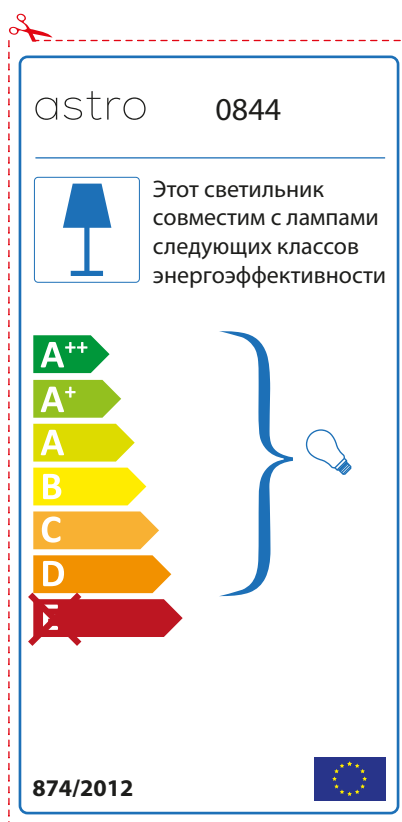 astro 0844
Этот светильник
совместим с лампами
следующих классов
энергоэффективности
A++
A+
A
B
C
D
E
874/2012